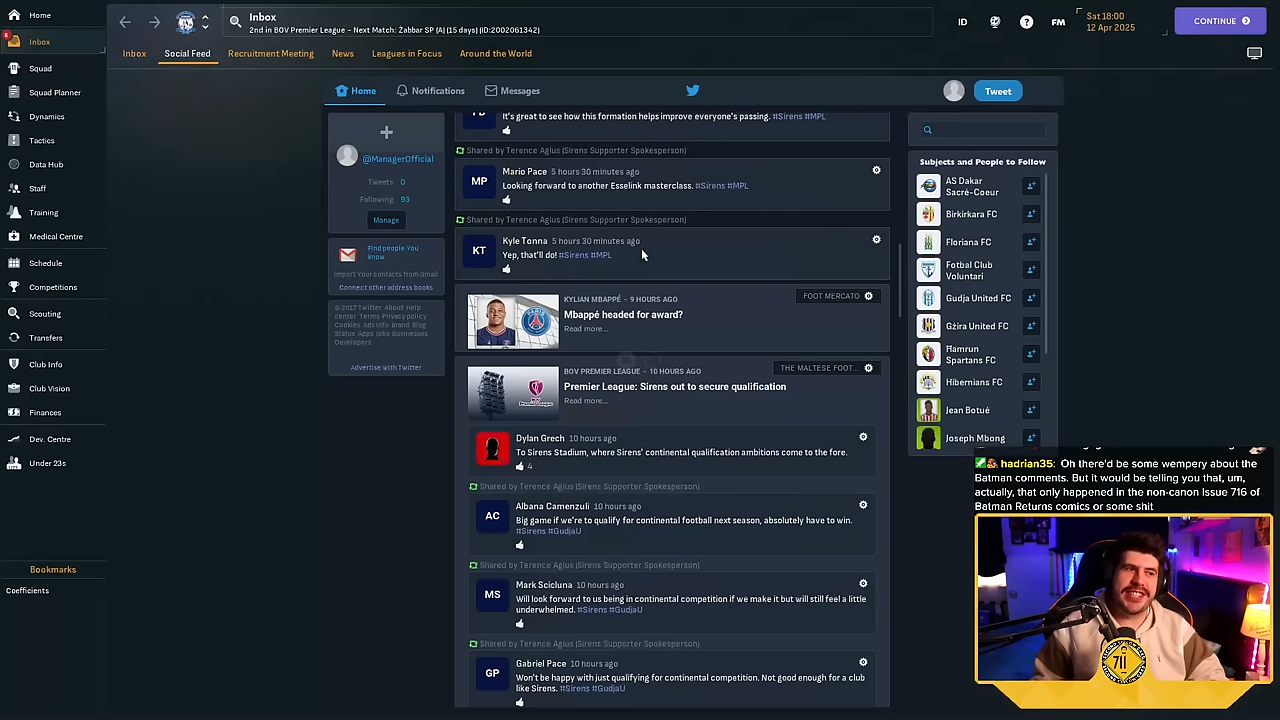 Home
Inbox
2nd in BOV Premier League - Next Match: Żabbar SP (A) (15 days) (ID:2002061342)
ID
FM
Sat 18:00
12 Apr 2025
CONTINUE
6
Inbox
Inbox
Social Feed
Recruitment Meeting
News
Leagues in Focus
Around the World
Squad
Squad Planner
Dynamics
Tactics
Data Hub
Staff
Training
Medical Centre
Schedule
Competitions
Scouting
Transfers
Club Info
Club Vision
Finances
Dev. Centre
Under 23s
Bookmarks
Coefficients
Home
Notifications
Messages
Tweet
@ManagerOfficial
Tweets 0
Following 93
Manage
Find people You
know
Import Your contacts from Gmail
Connect other address books
© 2017 Twitter About Help
center Terms Privacy policy
Cookies Ads info Brand Blog
Status Apps Jobs Businesses
Developers
Advertise with Twitter
It's great to see how this formation helps improve everyone's passing. #Sirens #MPL
Shared by Terence Agius (Sirens Supporter Spokesperson)
MP
Mario Pace 5 hours 30 minutes ago
Looking forward to another Esselink masterclass. #Sirens #MPL
Shared by Terence Agius (Sirens Supporter Spokesperson)
KT
Kyle Tonna 5 hours 30 minutes ago
Yep, that'll do! #Sirens #MPL
KYLIAN MBAPPÉ - 9 HOURS AGO
FOOT MERCATO
Mbappé headed for award?
Read more...
BOV PREMIER LEAGUE - 10 HOURS AGO
THE MALTESE FOOT...
Premier League: Sirens out to secure qualification
Read more...
Dylan Grech 10 hours ago
To Sirens Stadium, where Sirens' continental qualification ambitions come to the fore.
4
Shared by Terence Agius (Sirens Supporter Spokesperson)
AC
Albana Camenzuli 10 hours ago
Big game if we're to qualify for continental football next season, absolutely have to win.
#Sirens #GudjaU
Shared by Terence Agius (Sirens Supporter Spokesperson)
MS
Mark Scicluna 10 hours ago
Will look forward to us being in continental competition if we make it but will still feel a little
underwhelmed. #Sirens #GudjaU
Shared by Terence Agius (Sirens Supporter Spokesperson)
GP
Gabriel Pace 10 hours ago
Won't be happy with just qualifying for continental competition. Not good enough for a club
like Sirens. #Sirens #GudjaU
Subjects and People to Follow
AS Dakar
Sacré-Coeur
Birkirkara FC
Floriana FC
Fotbal Club
Voluntari
Gudja United FC
Gżira United FC
Hamrun
Spartans FC
Hibernians FC
Jean Botué
Joseph Mbong
hadrian35: Oh there'd be some wempery about the
Batman comments. But it would be telling you that, um,
actually, that only happened in the non-canon Issue 716 of
Batman Returns comics or some shit